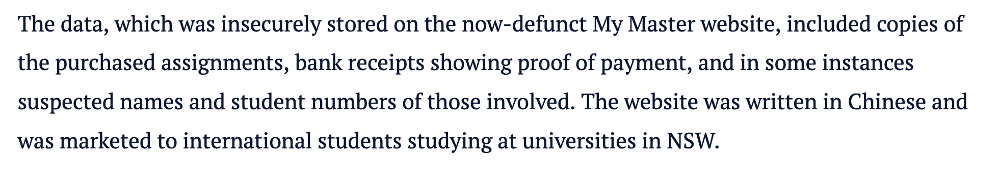 The data, which was insecurely stored on the now-defunct My Master website, included copies of
the purchased assignments, bank receipts showing proof of payment, and in some instances
suspected names and student numbers of those involved. The website was written in Chinese and
was marketed to international students studying at universities in NSW.